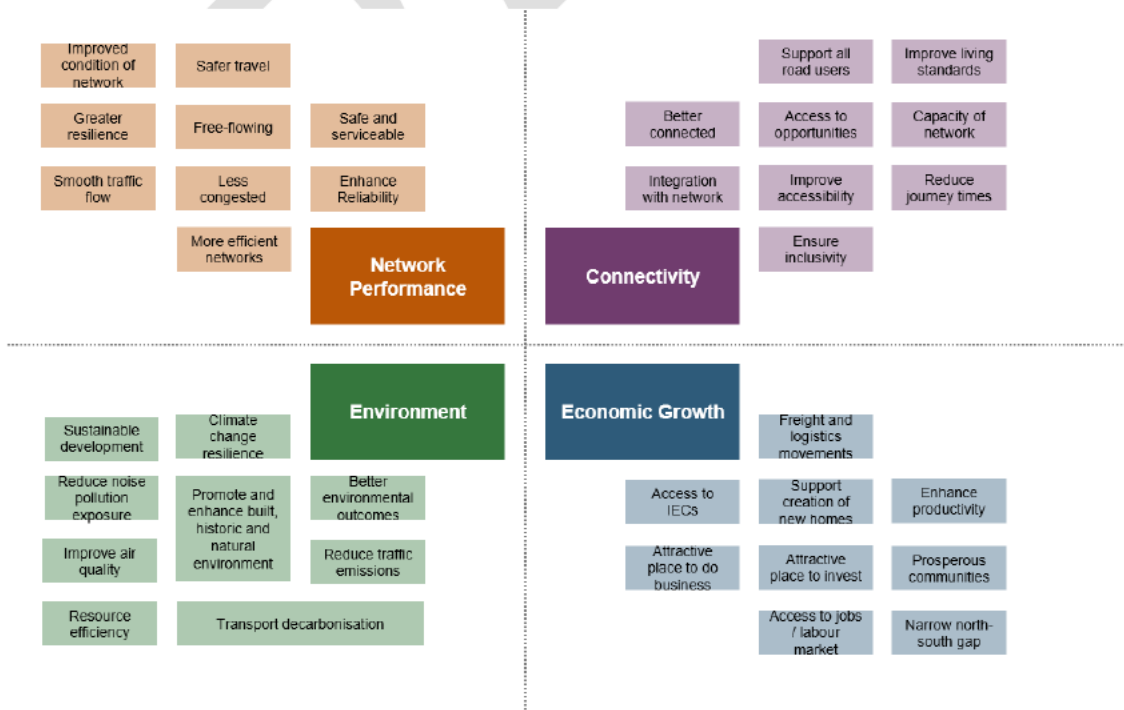 Improved
condition of
network
Safer travel
Greater
resilience
Free-flowing
Safe and
serviceable
Smooth traffic
flow
Less
congested
Enhance
Reliability
More efficient
networks
Network
Performance
Support all
road users
Improve living
standards
Better
connected
Access to
opportunities
Capacity of
network
Integration
with network
Improve
accessibility
Reduce
journey times
Ensure
inclusivity
Connectivity
Environment
Sustainable
development
Climate
change
resilience
Reduce noise
pollution
exposure
Promote and
enhance built,
historic and
natural
environment
Better
environmental
outcomes
Improve air
quality
Reduce traffic
emissions
Resource
efficiency
Transport decarbonisation
Economic Growth
Freight and
logistics
movements
Access to
IECs
Support
creation of
new homes
Enhance
productivity
Attractive
place to do
business
Attractive
place to invest
Prosperous
communities
Access to jobs
/ labour
market
Narrow north-
south gap